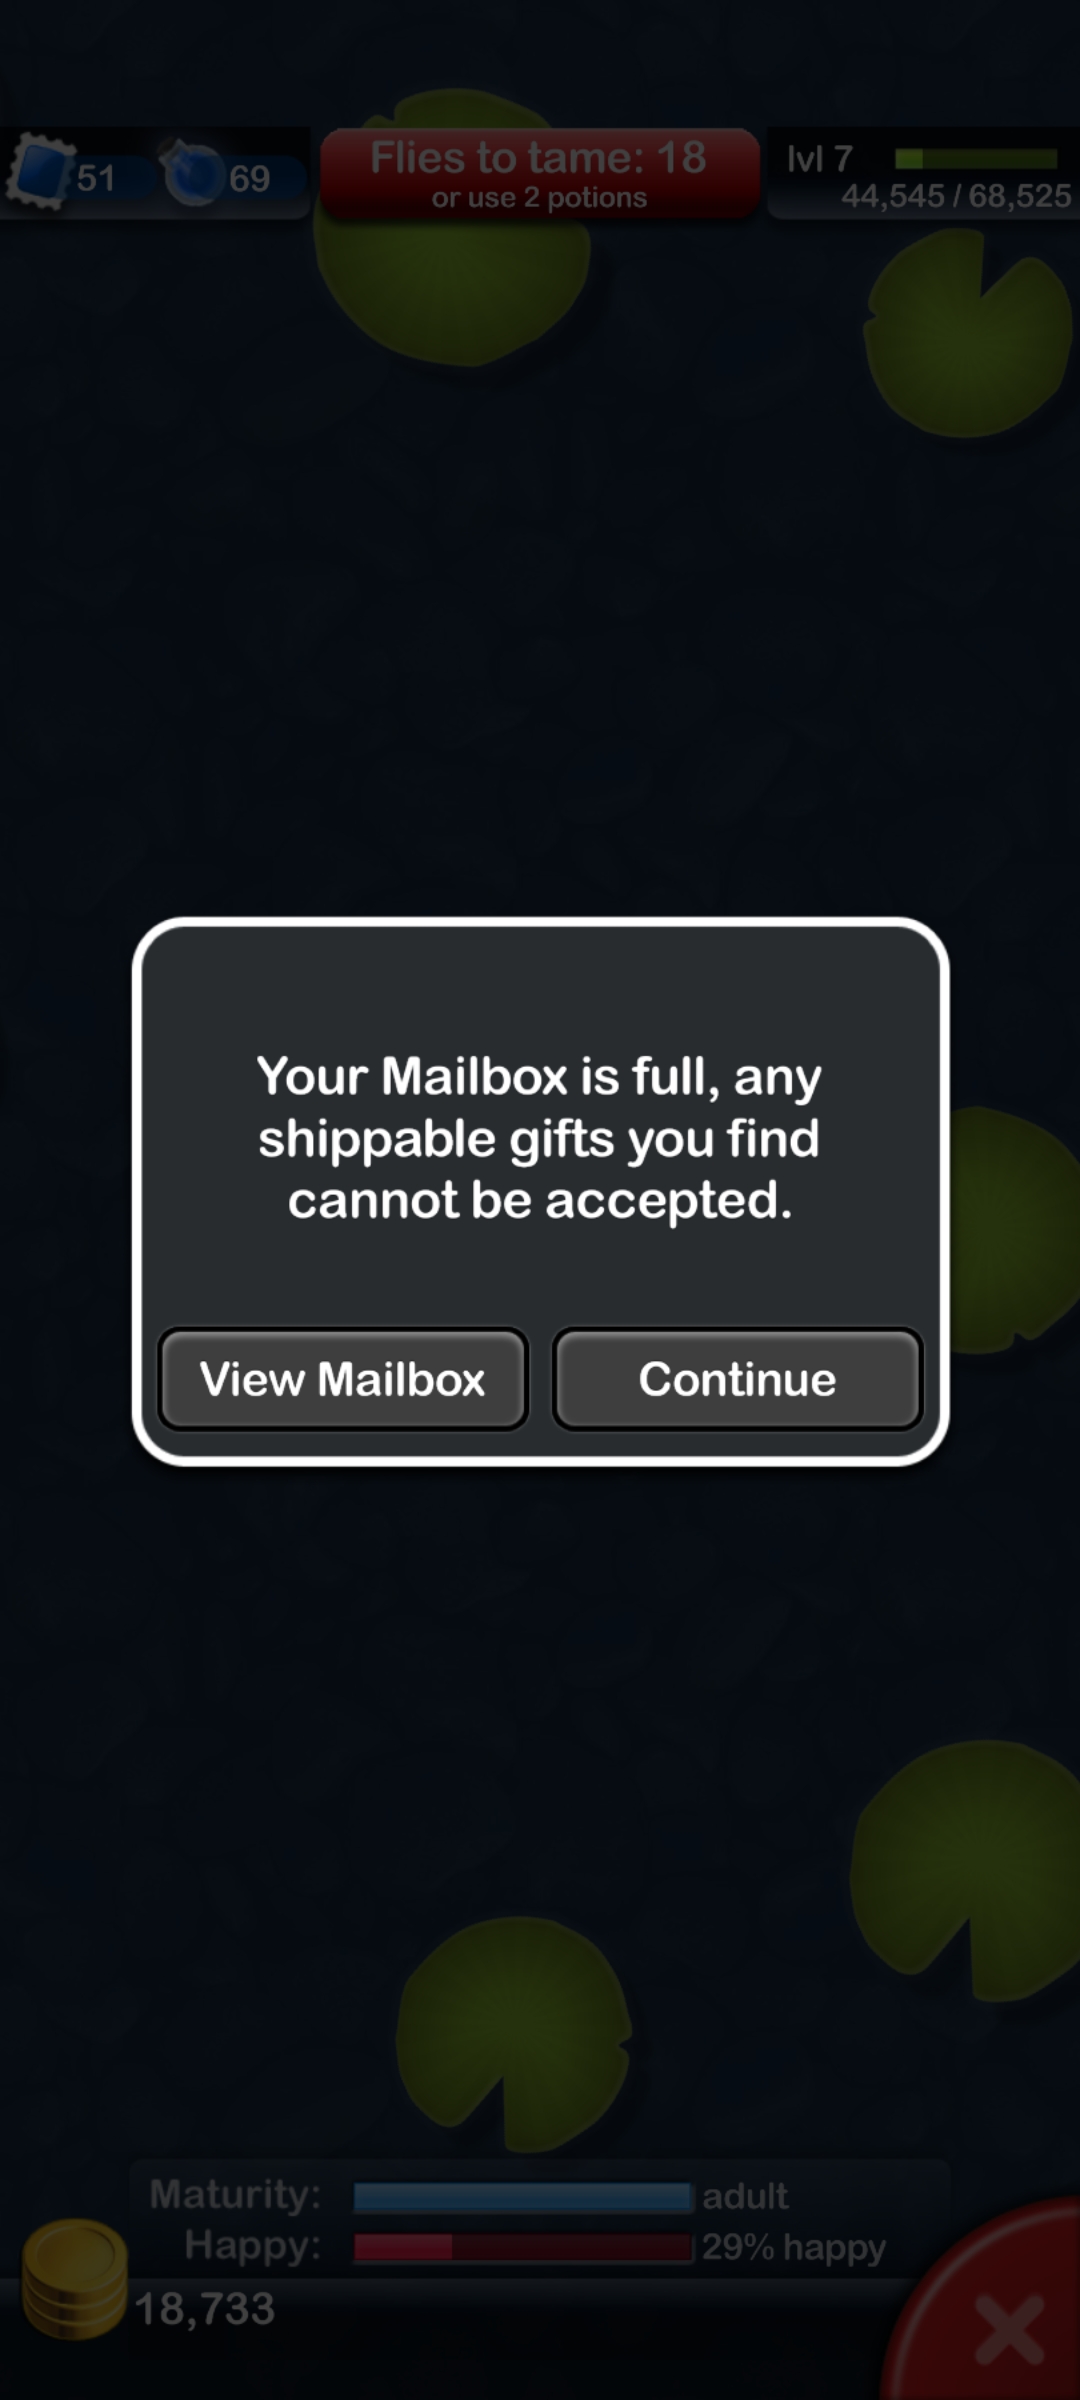 51
69
Flies to tame: 18
or use 2 potions
lvl 7
44,545 / 68,525
Your Mailbox is full, any
shippable gifts you find
cannot be accepted.
View Mailbox
Continue
Maturity:
adult
Happy:
29% happy
18,733